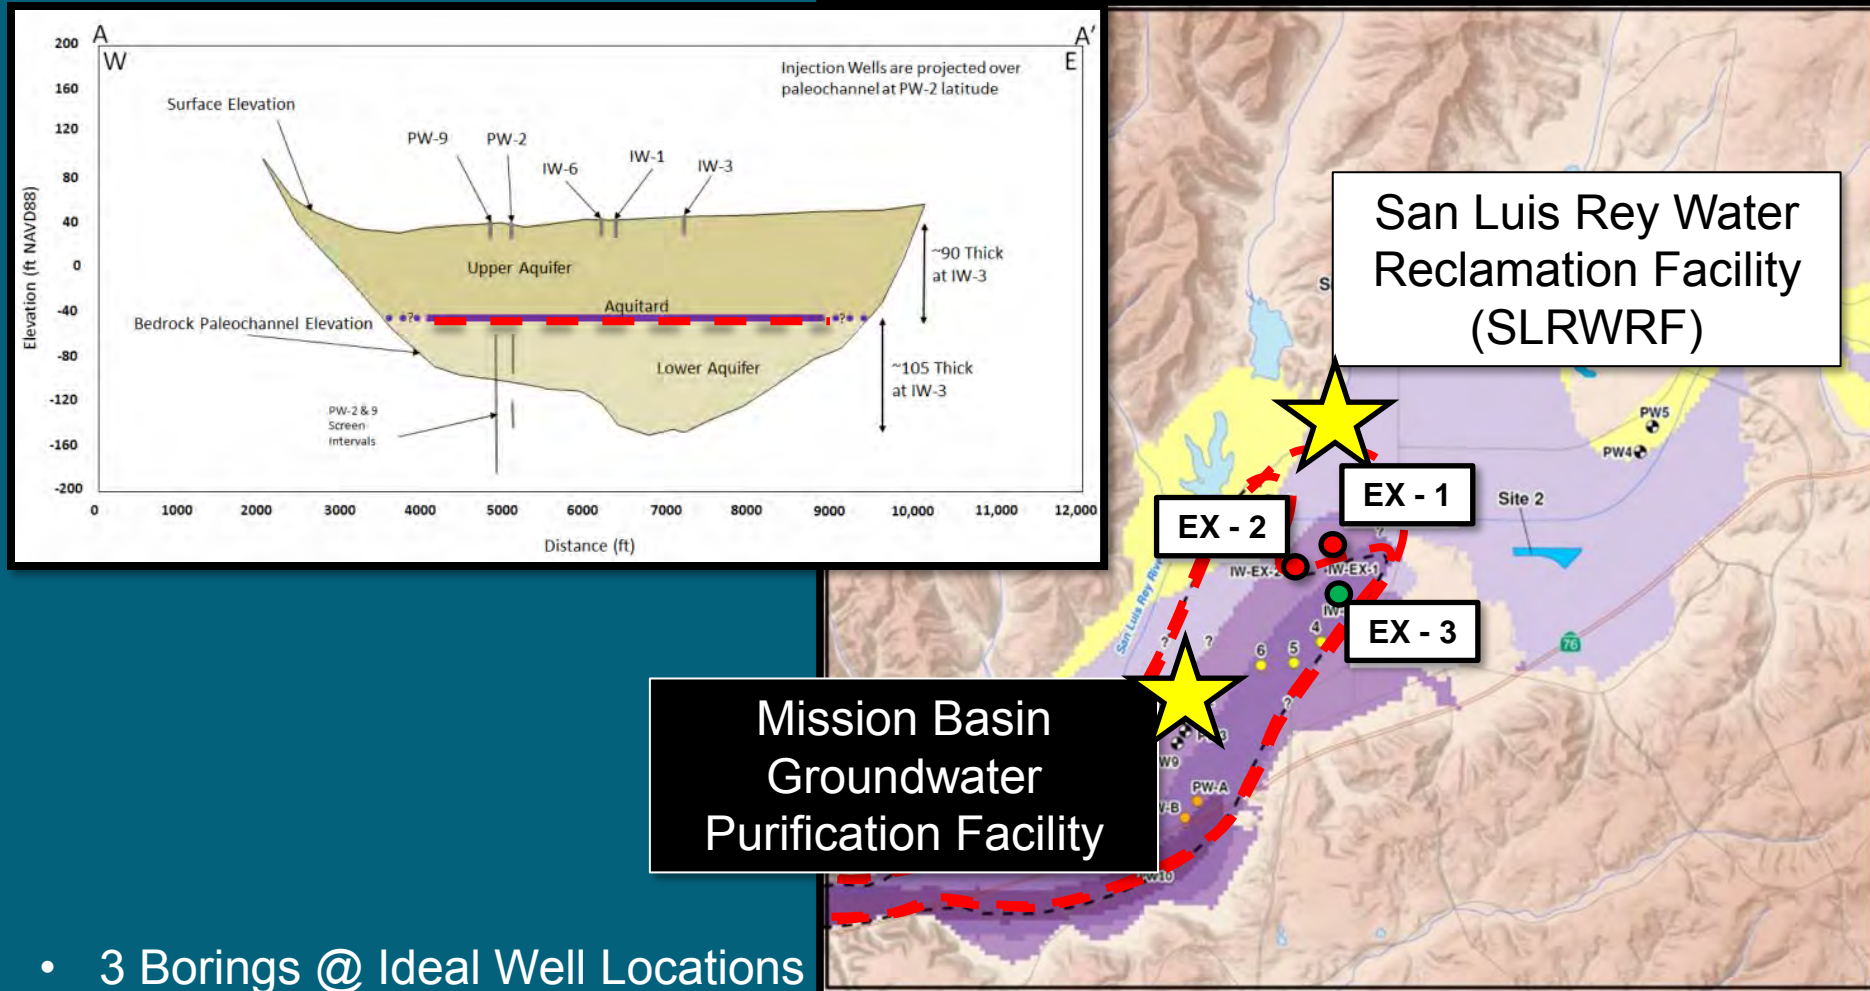 A
A'
W
E
Injection Wells are projected over
paleochannel at PW-2 latitude
Surface Elevation
PW-9
PW-2
IW-6
IW-1
IW-3
Upper Aquifer
~90 Thick
at IW-3
Aquitard
?
?
Bedrock Paleochannel Elevation
Lower Aquifer
~105 Thick
at IW-3
PW-2 & 9
Screen
Intervals
Elevation (ft NAVD88)
200
160
120
80
40
0
-40
-80
-120
-160
-200
0 1000 2000 3000 4000 5000 6000 7000 8000 9000 10,000 11,000 12,000
Distance (ft)
San Luis Rey Water
Reclamation Facility
(SLRWRF)
PW5
PW4
Site 2
EX - 1
EX - 2
?
IW-EX-2
IW-EX-1
EX - 3
San Luis Rey River
76
4
5
6
?
?
?
Mission Basin
Groundwater
Purification Facility
PW-A
PW10
• 3 Borings @ Ideal Well Locations